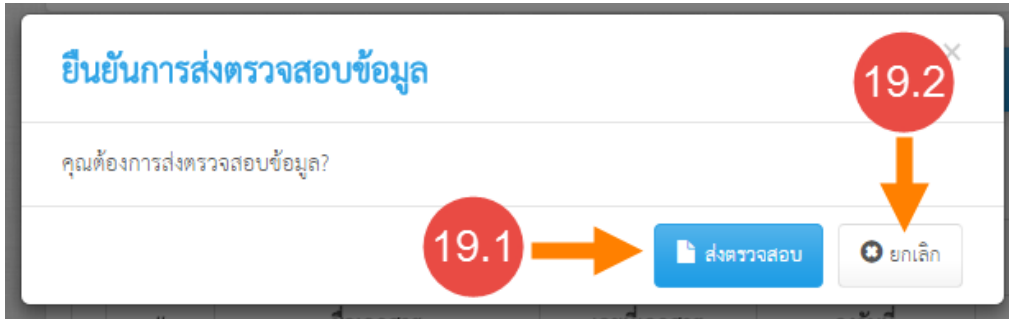 ยืนยันการส่งตรวจสอบข้อมูล
19.2
คุณต้องการส่งตรวจสอบข้อมูล?
19.1
ส่งตรวจสอบ
ยกเลิก